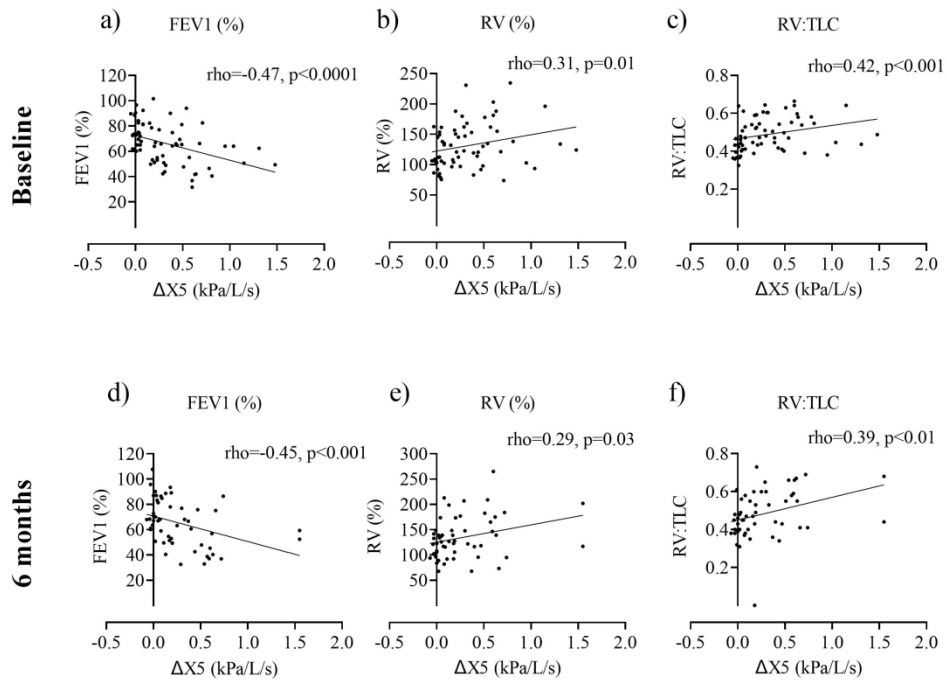 Baseline
a)
FEV1 (%)
rho=-0.47, p<0.0001
FEV1 (%)
120
100
80
60
40
20
-0.5 0.0 0.5 1.0 1.5 2.0
ΔX5 (kPa/L/s)
b)
RV (%)
rho=0.31, p=0.01
RV (%)
250
200
150
100
50
-0.5 0.0 0.5 1.0 1.5 2.0
ΔX5 (kPa/L/s)
c)
RV:TLC
rho=0.42, p<0.001
RV:TLC
0.8
0.6
0.4
0.2
-0.5 0.0 0.5 1.0 1.5 2.0
ΔX5 (kPa/L/s)
6 months
d)
FEV1 (%)
rho=-0.45, p<0.001
FEV1 (%)
120
100
80
60
40
20
-0.5 0.0 0.5 1.0 1.5 2.0
ΔX5 (kPa/L/s)
e)
RV (%)
rho=0.29, p=0.03
RV (%)
300
250
200
150
100
50
-0.5 0.0 0.5 1.0 1.5 2.0
ΔX5 (kPa/L/s)
f)
RV:TLC
rho=0.39, p<0.01
RV:TLC
0.8
0.6
0.4
0.2
-0.5 0.0 0.5 1.0 1.5 2.0
ΔX5 (kPa/L/s)